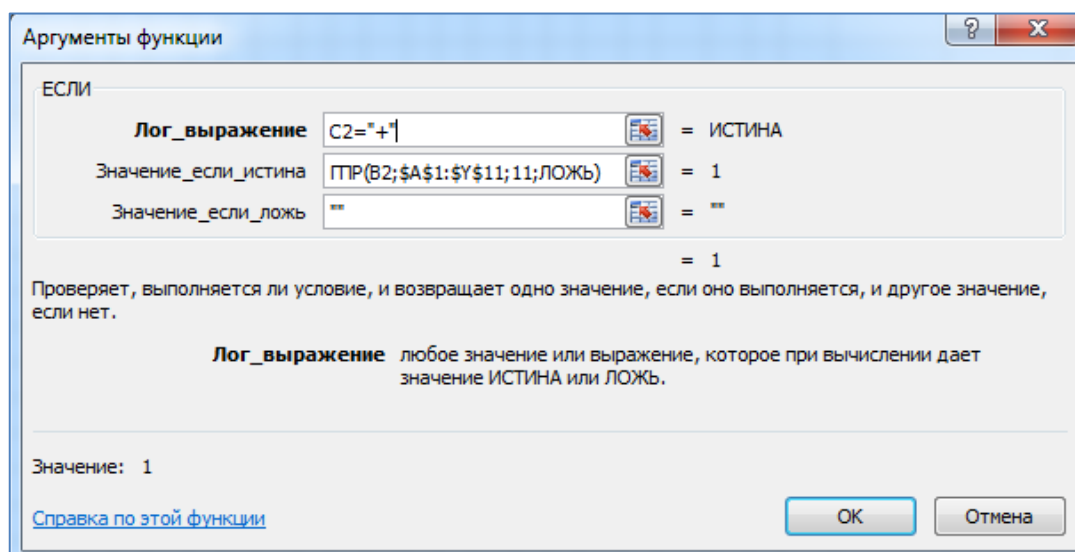 Аргументы функции
ЕСЛИ
Лог_выражение C2="+" = ИСТИНА
Значение_если_истина ГПР(B2;$A$1:$Y$11;11;ЛОЖЬ) = 1
Значение_если_ложь "" = ""
= 1
Проверяет, выполняется ли условие, и возвращает одно значение, если оно выполняется, и другое значение,
если нет.
Лог_выражение любое значение или выражение, которое при вычислении дает
значение ИСТИНА или ЛОЖЬ.
Значение: 1
Справка по этой функции OK Отмена